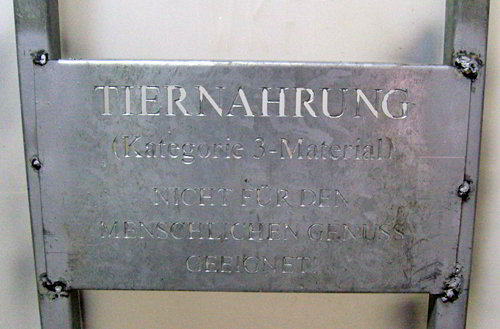 TIERNAHRUNG
(Kategorie 3-Material)
NICHT FÜR DEN
MENSCHLICHEN GENUSS
GEEIGNET!